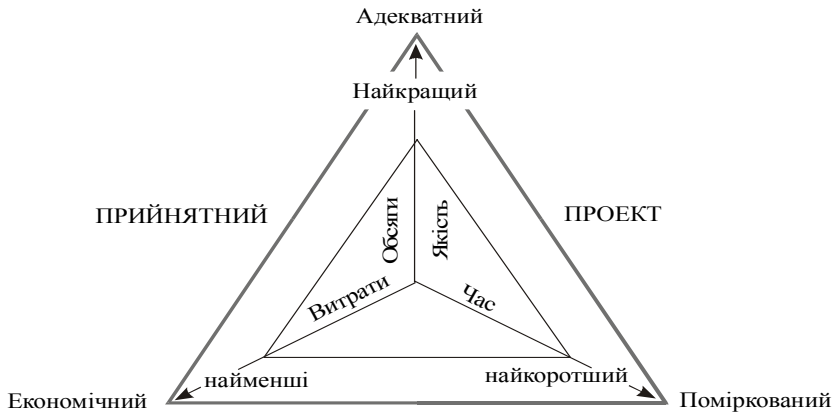 Адекватний
Найкращий
ПРИЙНЯТНИЙ
ПРОЕКТ
Обсяги
Якість
Витрати
Час
найменші
найкоротший
Економічний
Поміркований